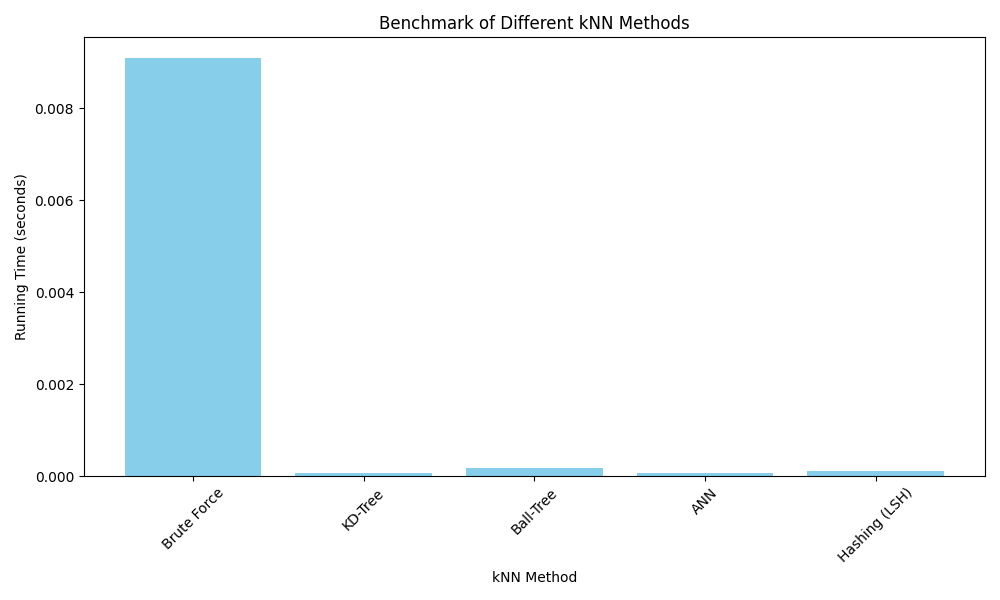 Benchmark of Different kNN Methods
Running Time (seconds)
0.008
0.006
0.004
0.002
0.000
Brute Force
KD-Tree
Ball-Tree
ANN
Hashing (LSH)
kNN Method